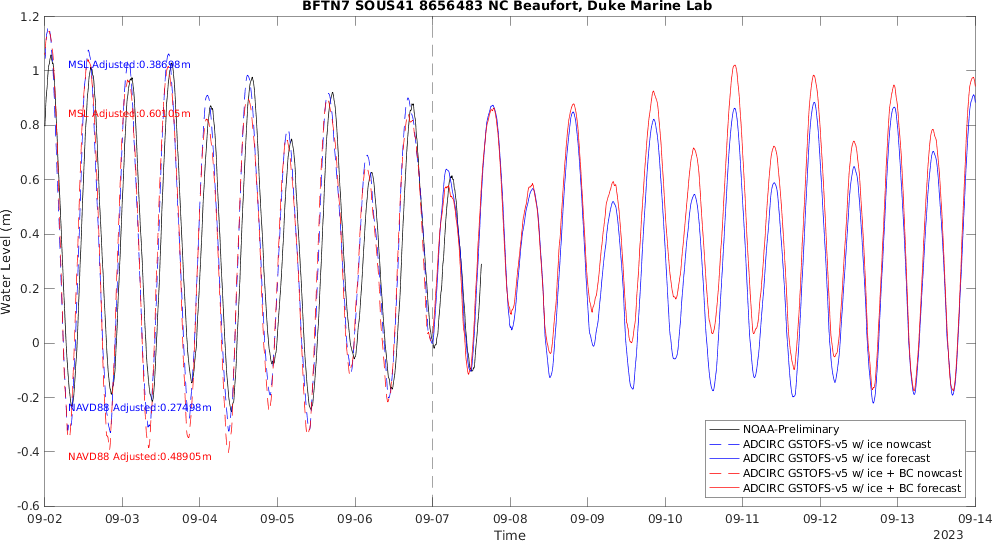 BFTN7 SOUS41 8656483 NC Beaufort, Duke Marine Lab
1.2
1
0.8
0.6
0.4
0.2
0
-0.2
-0.4
-0.6
Water Level (m)
MSL Adjusted:0.38698m
MSL Adjusted:0.60105m
NAVD88 Adjusted:0.27498m
NAVD88 Adjusted:0.48905m
NOAA-Preliminary
ADCIRC GSTOFS-v5 w/ ice nowcast
ADCIRC GSTOFS-v5 w/ ice forecast
ADCIRC GSTOFS-v5 w/ ice + BC nowcast
ADCIRC GSTOFS-v5 w/ ice + BC forecast
09-02 09-03 09-04 09-05 09-06 09-07 09-08 09-09 09-10 09-11 09-12 09-13 09-14
Time
2023